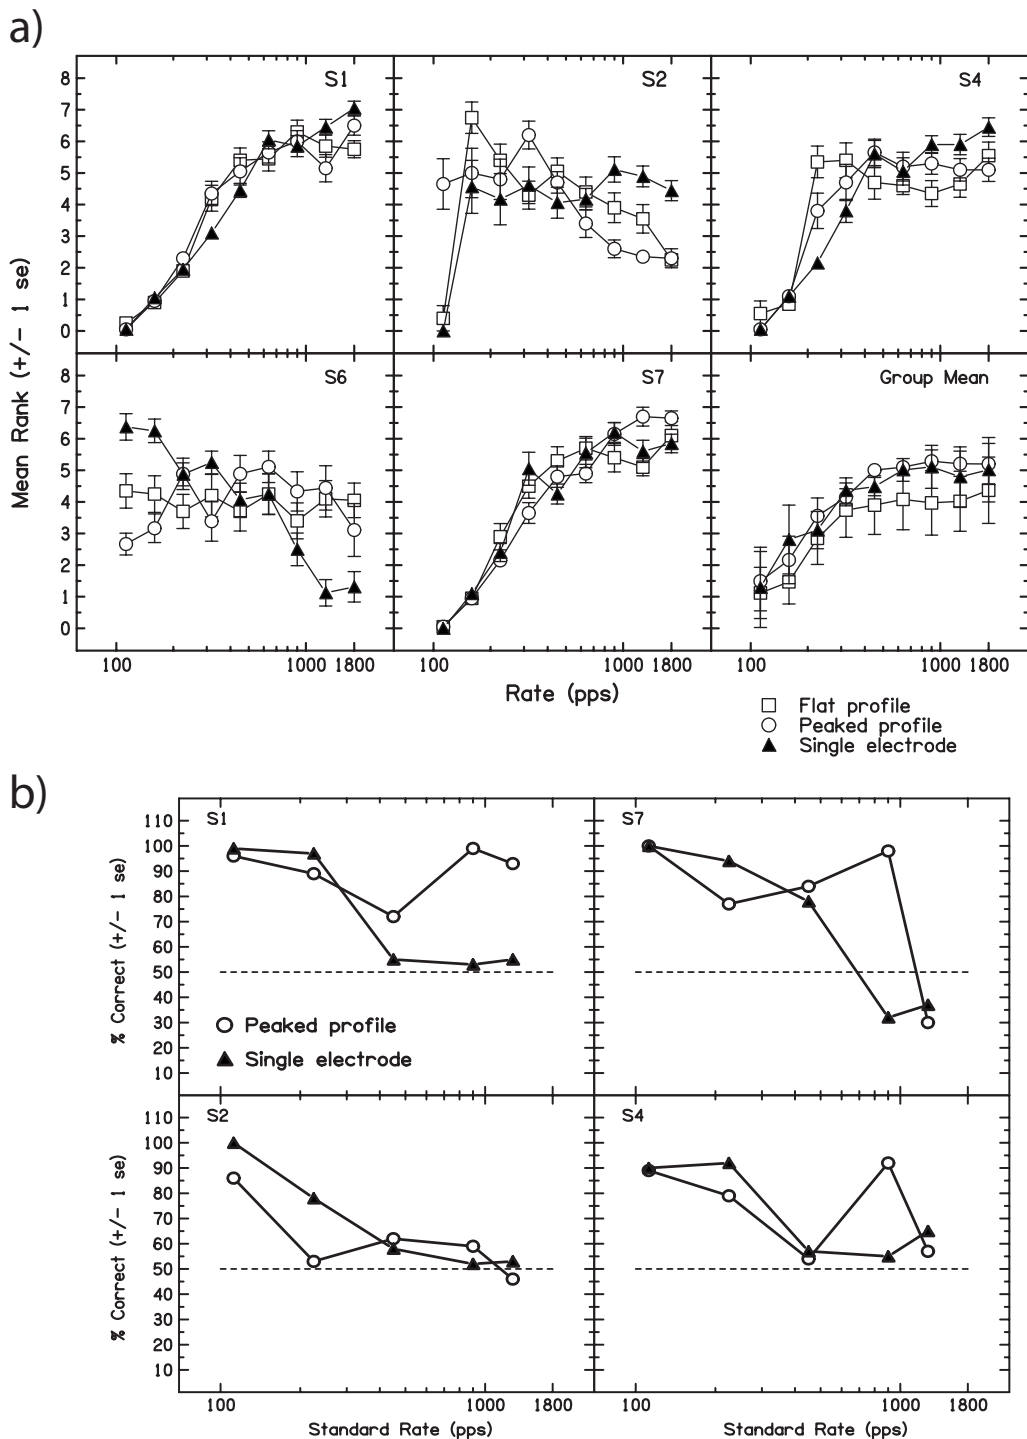 a)
S1
S2
S4
8
7
6
5
4
3
2
1
0
Mean Rank (+/- 1 se)
S6
S7
Group Mean
8
7
6
5
4
3
2
1
0
100 1000 1800
100 1000 1800
100 1000 1800
Rate (pps)
Flat profile
Peaked profile
Single electrode
b)
S1
S7
110
100
90
80
70
60
50
40
30
20
10
% Correct (+/- 1 se)
Peaked profile
Single electrode
S2
S4
110
100
90
80
70
60
50
40
30
20
10
% Correct (+/- 1 se)
100 1000 1800
100 1000 1800
Standard Rate (pps)
Standard Rate (pps)